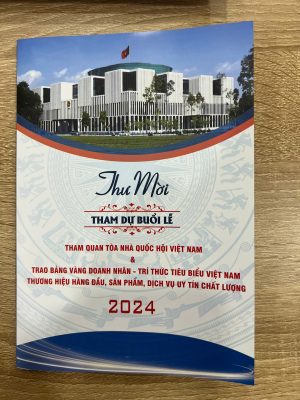 Thư Mời
THAM DỰ BUỔI LỄ
THAM QUAN TÒA NHÀ QUỐC HỘI VIỆT NAM
&
TRAO BẢNG VÀNG DOANH NHÂN - TRÍ THỨC TIÊU BIỂU VIỆT NAM
THƯƠNG HIỆU HÀNG ĐẦU, SẢN PHẨM, DỊCH VỤ UY TÍN CHẤT LƯỢNG
2024